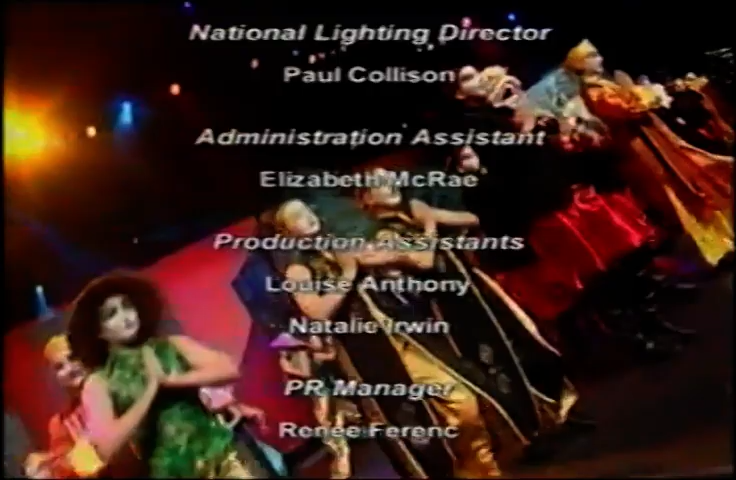 National Lighting Director
Paul Collison
Administration Assistant
Elizabeth McRae
Production Assistants
Louise Anthony
Natalie Irwin
PR Manager
Renee Ferenc